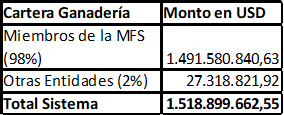 Cartera Ganadería Monto en USD
Miembros de la MFS
(98%) 1.491.580.840,63
Otras Entidades (2%) 27.318.821,92
Total Sistema 1.518.899.662,55